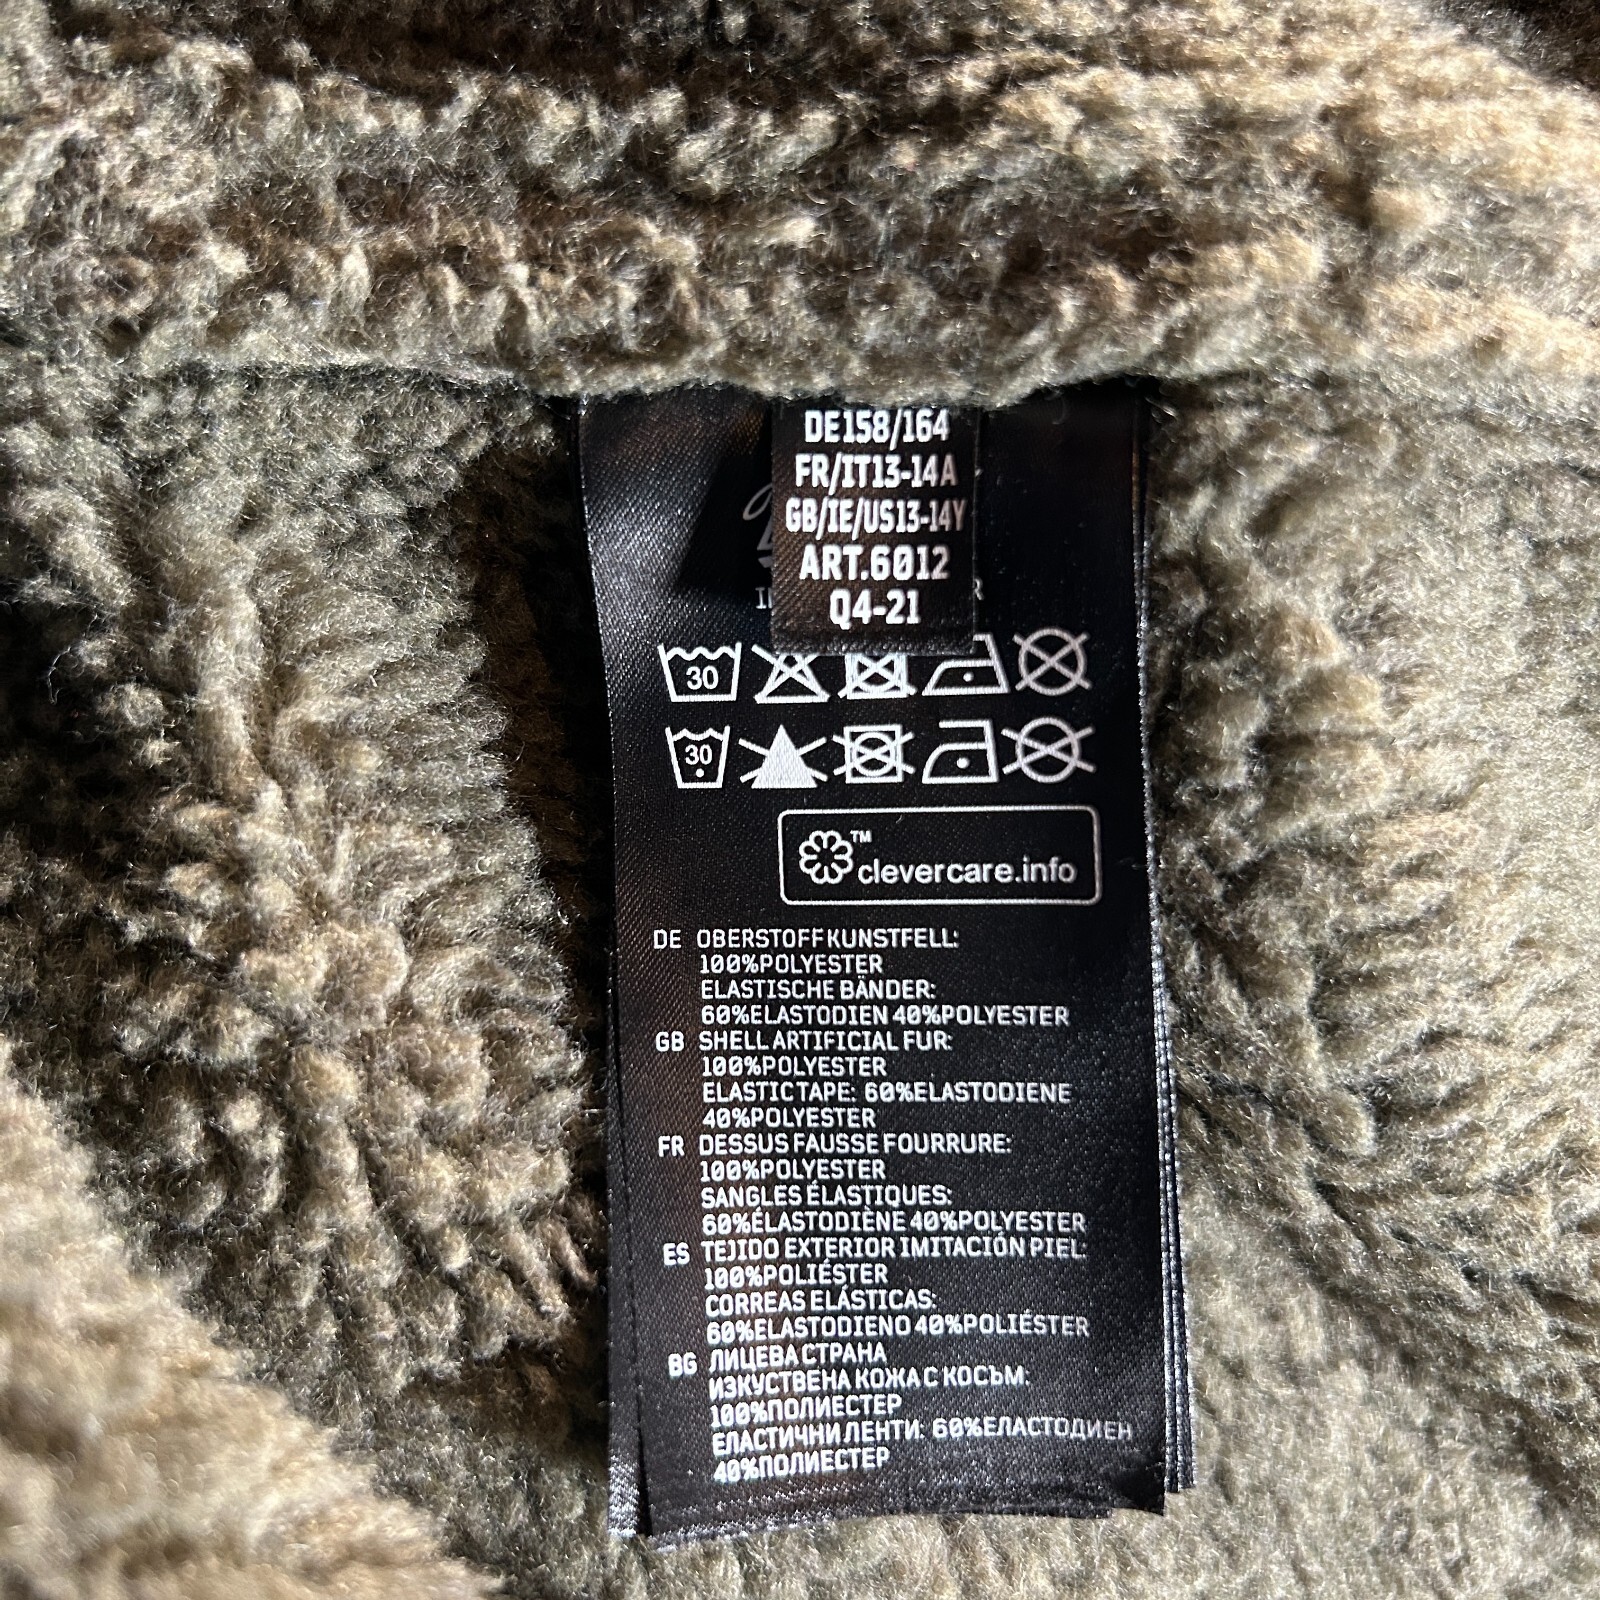 DE158/164
FR/IT13-14A
GB/IE/US13-14Y
ART.6012
Q4-21
30
30
™
clevercare.info
DE OBERSTOFF KUNSTFELL:
100%POLYESTER
ELASTISCHE BÄNDER:
60%ELASTODIEN 40%POLYESTER
GB SHELL ARTIFICIAL FUR:
100%POLYESTER
ELASTIC TAPE: 60%ELASTODIENE
40%POLYESTER
FR DESSUS FAUSSE FOURRURE:
100%POLYESTER
SANGLES ÉLASTIQUES:
60%ÉLASTODIÈNE 40%POLYESTER
ES TEJIDO EXTERIOR IMITACIÓN PIEL:
100%POLIÉSTER
CORREAS ELÁSTICAS:
60%ELASTODIENO 40%POLIÉSTER
BG ЛИЦЕВА СТРАНА
ИЗКУСТВЕНА КОЖА С КОСЪМ:
100%ПОЛИЕСТЕР
ЕЛАСТИЧНИ ЛЕНТИ: 60%ЕЛАСТОДИЕН
40%ПОЛИЕСТЕР